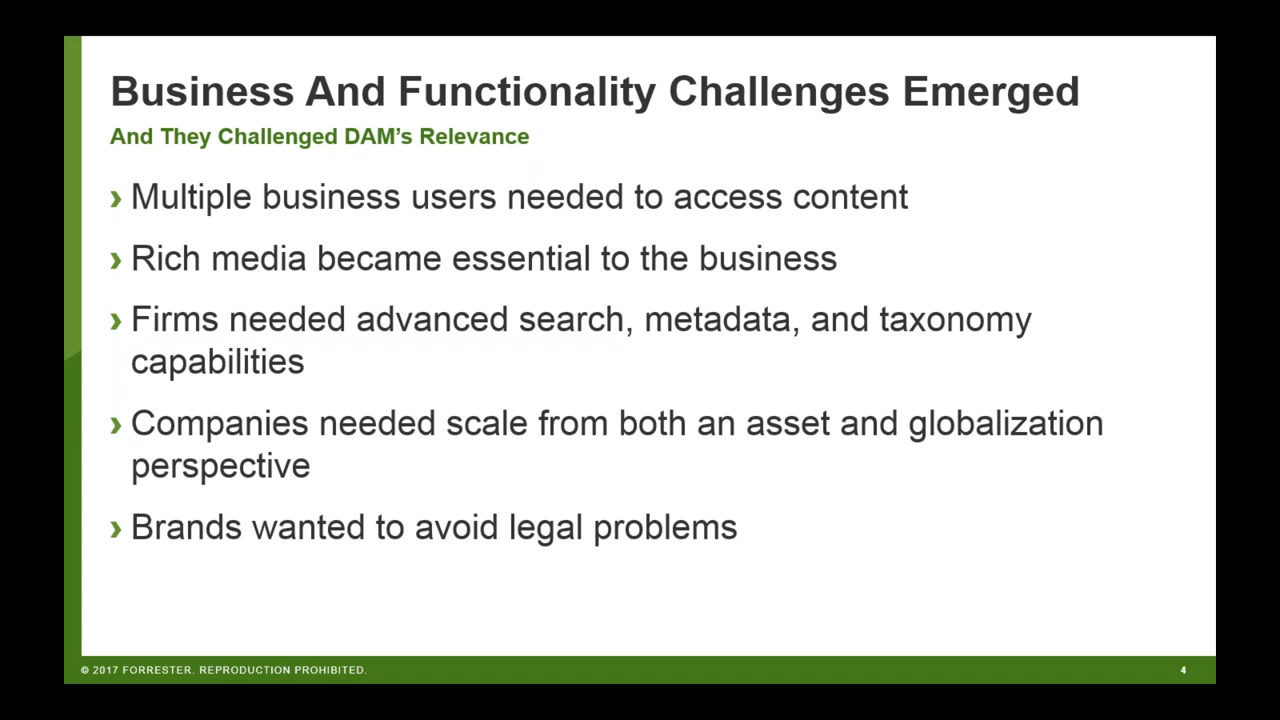 Business And Functionality Challenges Emerged
And They Challenged DAM’s Relevance
› Multiple business users needed to access content
› Rich media became essential to the business
› Firms needed advanced search, metadata, and taxonomy
capabilities
› Companies needed scale from both an asset and globalization
perspective
› Brands wanted to avoid legal problems
© 2017 FORRESTER. REPRODUCTION PROHIBITED.
4